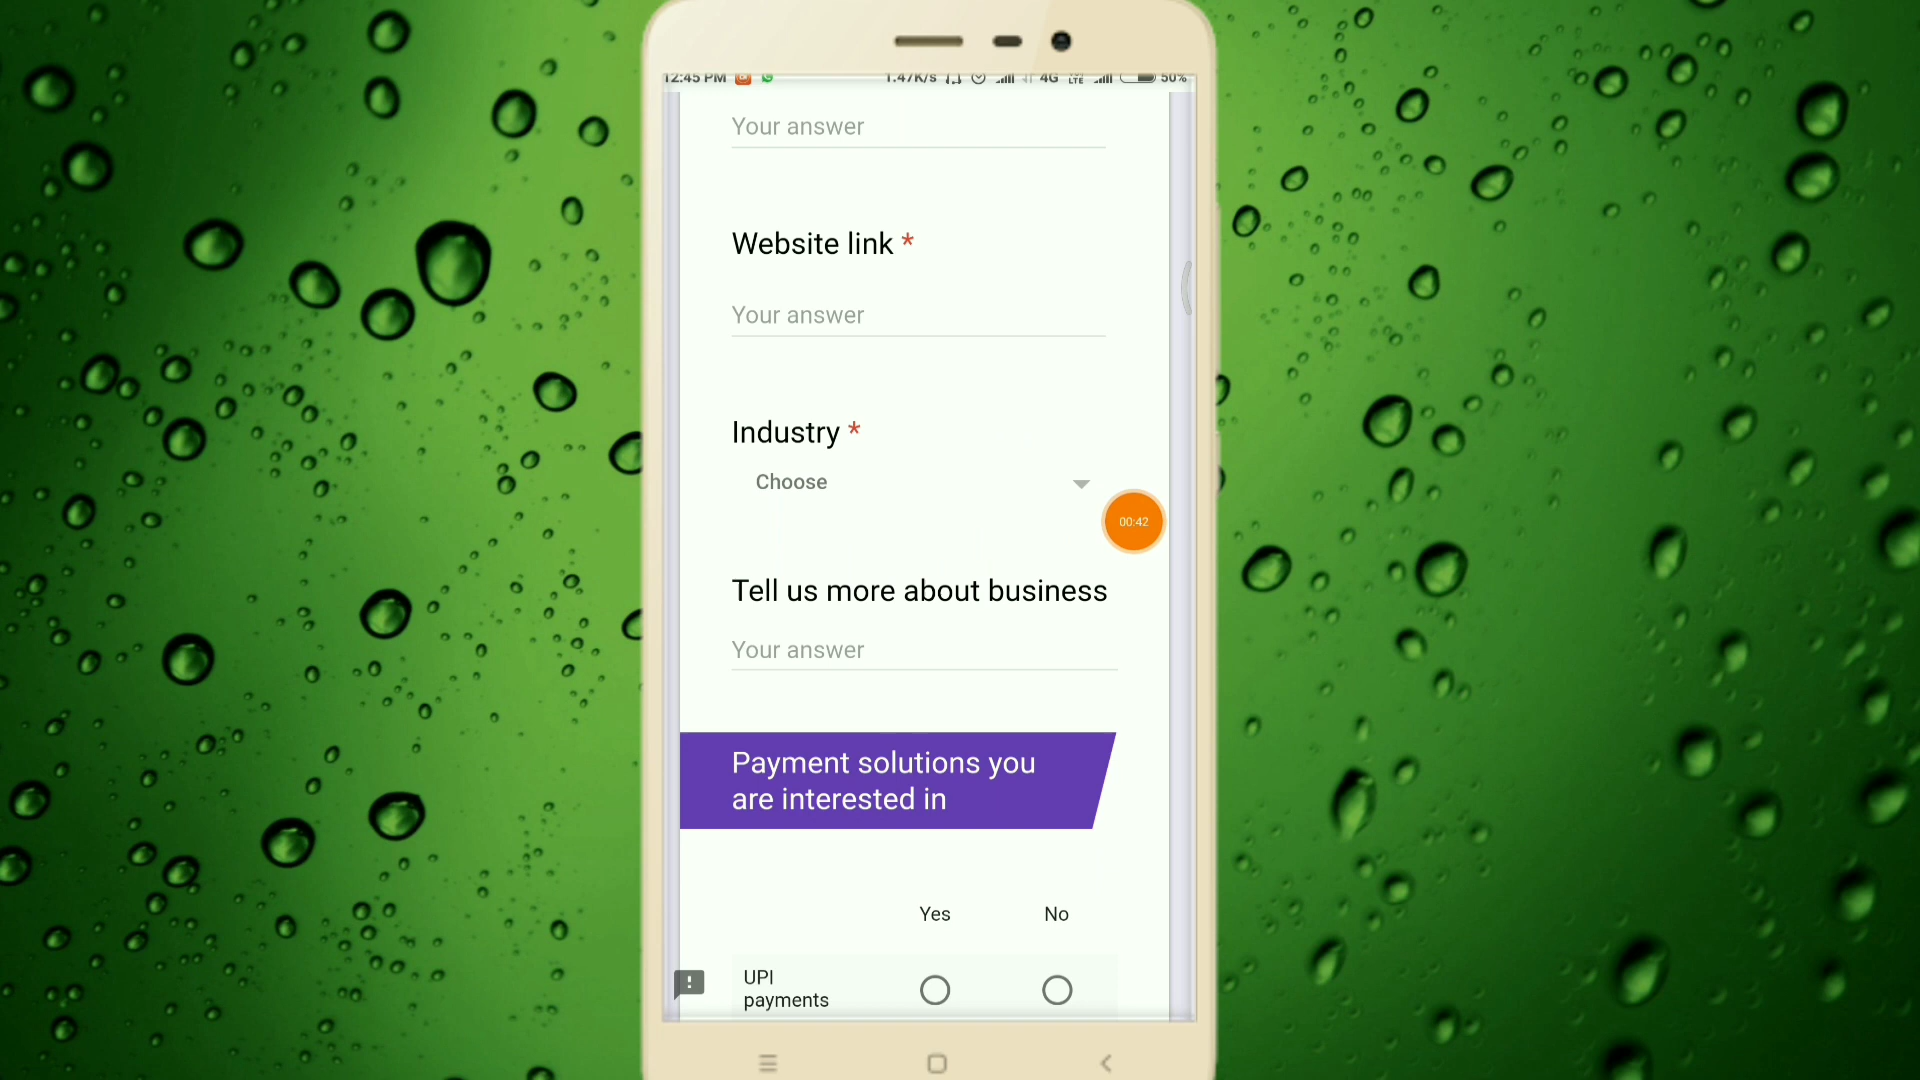 12:45 PM 1.47K/s 4G LTE 50%
Your answer
Website link *
Your answer
Industry *
Choose
00:42
Tell us more about business
Your answer
Payment solutions you
are interested in
Yes No
UPI
payments